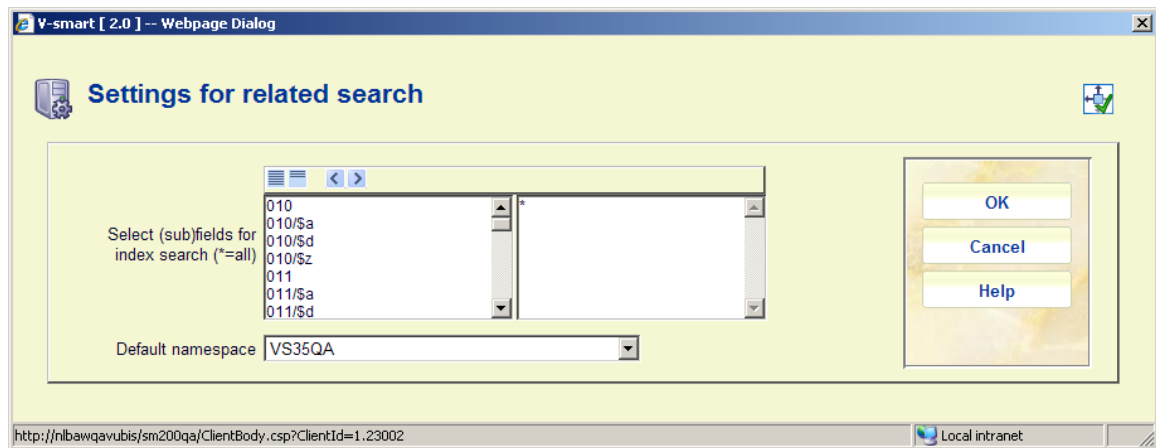 V-smart [ 2.0 ] -- Webpage Dialog
Settings for related search
Select (sub)fields for
index search (*=all)
010
010/$a
010/$d
010/$z
011
011/$a
011/$d
*
Default namespace VS35QA
OK
Cancel
Help
http://nlbawqavubis/sm200qa/ClientBody.csp?ClientId=1.23002
Local intranet